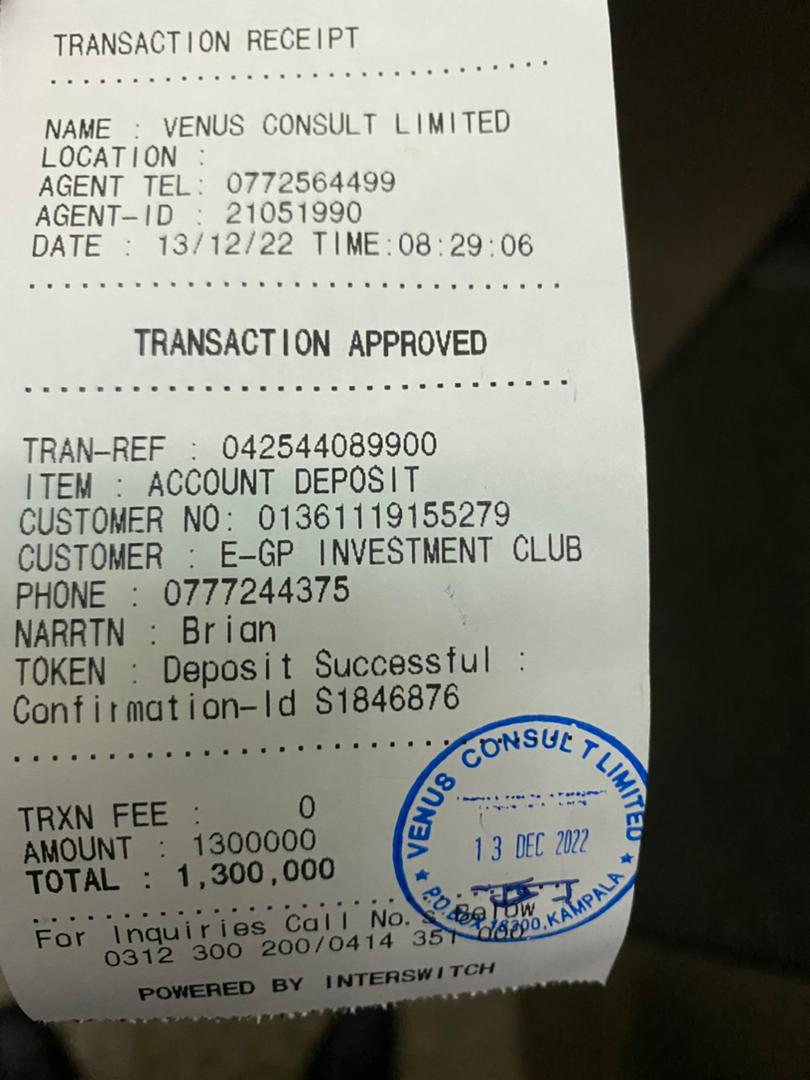 TRANSACTION RECEIPT
NAME : VENUS CONSULT LIMITED
LOCATION :
AGENT TEL: 0772564499
AGENT-ID : 21051990
DATE : 13/12/22 TIME:08:29:06
TRANSACTION APPROVED
TRAN-REF : 042544089900
ITEM : ACCOUNT DEPOSIT
CUSTOMER NO: 01361119155279
CUSTOMER : E-GP INVESTMENT CLUB
PHONE : 0777244375
NARRTN : Brian
TOKEN : Deposit Successful :
Confirmation-Id S1846876
TRXN FEE : 0
AMOUNT : 1300000
TOTAL : 1,300,000
For Inquiries Call No.s Below
0312 300 200/0414 351 000
POWERED BY INTERSWITCH
VENUS CONSULT LIMITED
13 DEC 2022
P.O.BOX KAMPALA